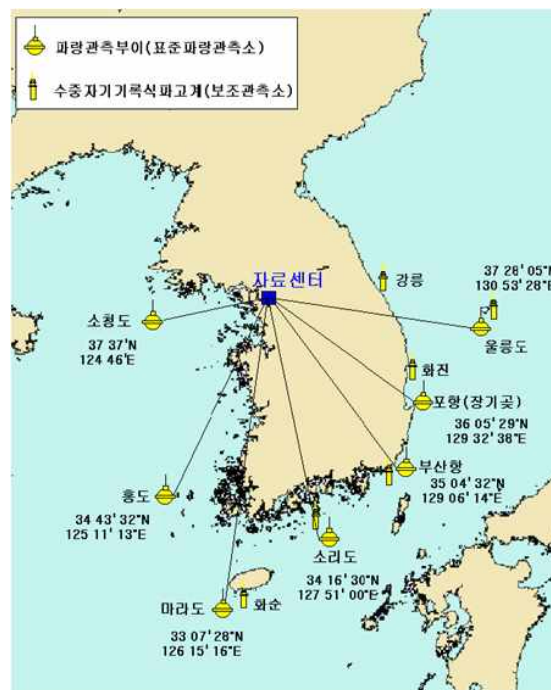 파랑관측부이(표준파랑관측소)
수중자기기록식파고계(보조관측소)
자료센터
강릉
37 28' 05"N
130 53' 28"E
울릉도
소청도
37 37'N
124 46'E
화진
포항(장기곶)
36 05' 29"N
129 32' 38"E
부산항
35 04' 32"N
129 06' 14"E
홍도
34 43' 32"N
125 11' 13"E
소리도
34 16' 30"N
127 51' 00"E
마라도
화순
33 07' 28"N
126 15' 16"E